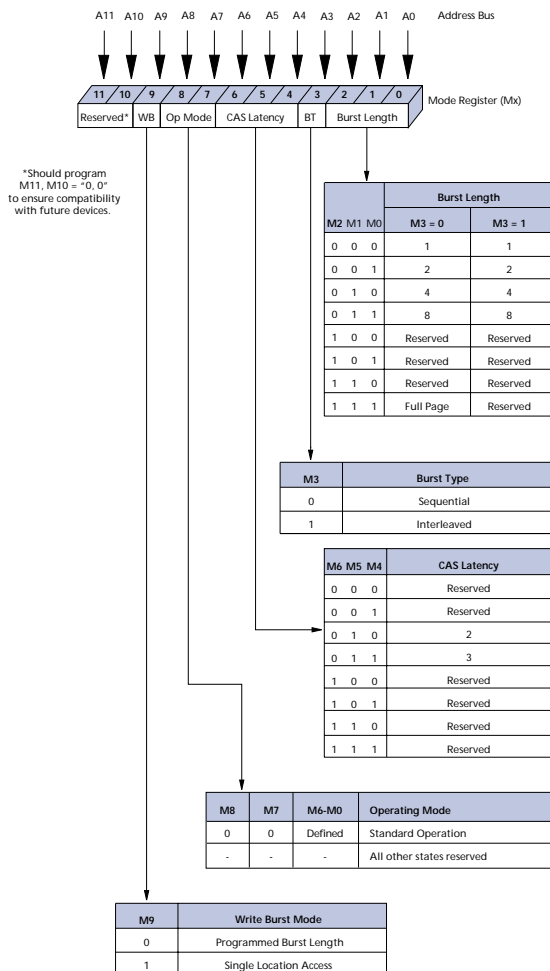 A11 A10 A9 A8 A7 A6 A5 A4 A3 A2 A1 A0 Address Bus
11 10 9 8 7 6 5 4 3 2 1 0
Mode Register (Mx)
Reserved* WB Op Mode CAS Latency BT Burst Length
*Should program
M11, M10 = "0, 0"
to ensure compatibility
with future devices.
Burst Length
M2 M1 M0 M3 = 0 M3 = 1
0 0 0 1 1
0 0 1 2 2
0 1 0 4 4
0 1 1 8 8
1 0 0 Reserved Reserved
1 0 1 Reserved Reserved
1 1 0 Reserved Reserved
1 1 1 Full Page Reserved
M3 Burst Type
0 Sequential
1 Interleaved
M6 M5 M4 CAS Latency
0 0 0 Reserved
0 0 1 Reserved
0 1 0 2
0 1 1 3
1 0 0 Reserved
1 0 1 Reserved
1 1 0 Reserved
1 1 1 Reserved
M8 M7 M6-M0 Operating Mode
0 0 Defined Standard Operation
- - - All other states reserved
M9 Write Burst Mode
0 Programmed Burst Length
1 Single Location Access